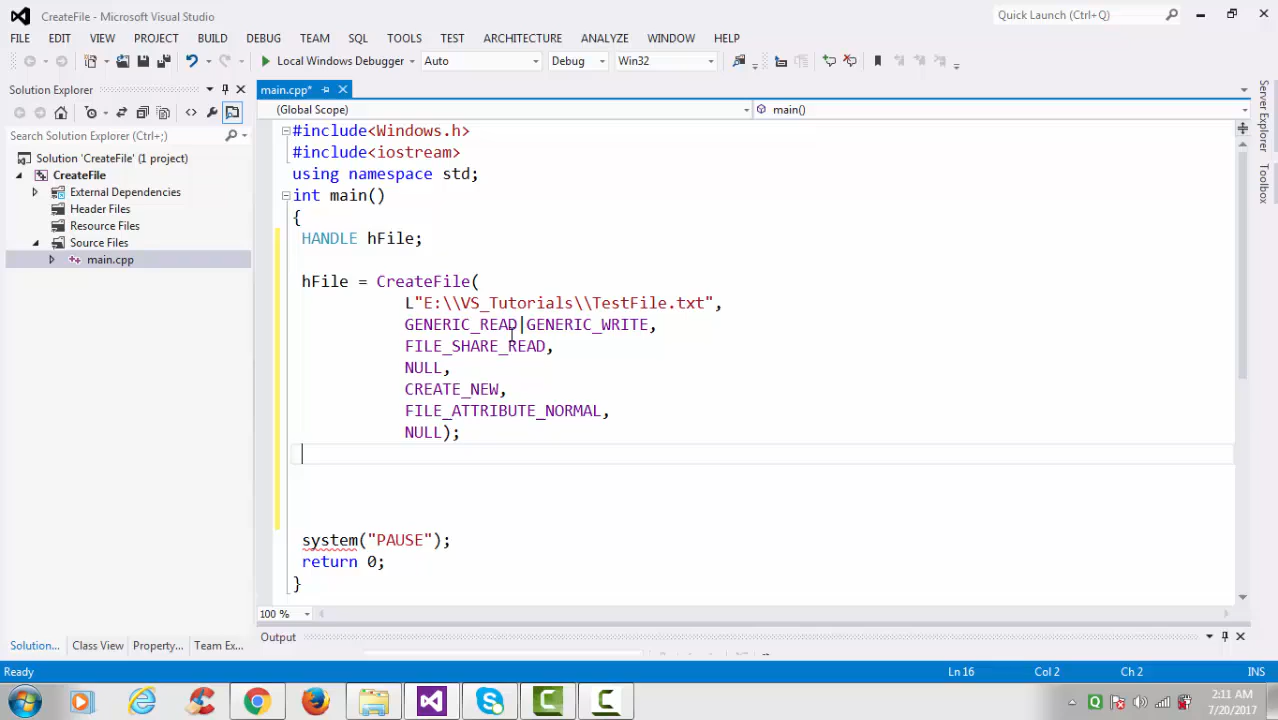 CreateFile - Microsoft Visual Studio
Quick Launch (Ctrl+Q)
FILE EDIT VIEW PROJECT BUILD DEBUG TEAM SQL TOOLS TEST ARCHITECTURE ANALYZE WINDOW HELP
Local Windows Debugger Auto Debug Win32
Solution Explorer
main.cpp*
(Global Scope)
main()
Search Solution Explorer (Ctrl+;)
Solution 'CreateFile' (1 project)
CreateFile
External Dependencies
Header Files
Resource Files
Source Files
main.cpp
#include<Windows.h>
#include<iostream>
using namespace std;
int main()
{
HANDLE hFile;
hFile = CreateFile(
L"E:\\VS_Tutorials\\TestFile.txt",
GENERIC_READ|GENERIC_WRITE,
FILE_SHARE_READ,
NULL,
CREATE_NEW,
FILE_ATTRIBUTE_NORMAL,
NULL);
system("PAUSE");
return 0;
}
Server Explorer
Toolbox
100 %
Output
Solution... Class View Property... Team Ex...
Ready
Ln 16 Col 2 Ch 2 INS
2:11 AM
7/20/2017